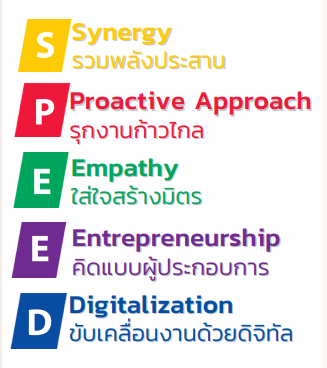 S Synergy
รวมพลังประสาน
P Proactive Approach
รุกงานก้าวไกล
E Empathy
ใส่ใจสร้างมิตร
E Entrepreneurship
คิดแบบผู้ประกอบการ
D Digitalization
ขับเคลื่อนงานด้วยดิจิทัล